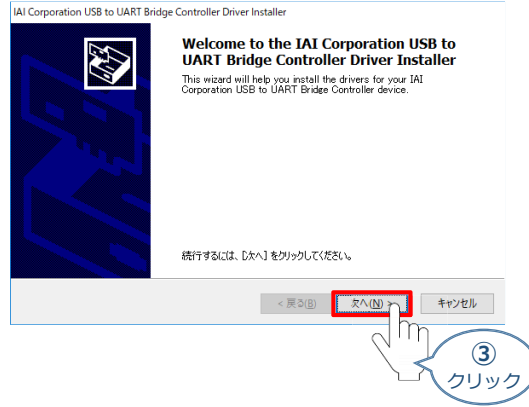 IAI Corporation USB to UART Bridge Controller Driver Installer
Welcome to the IAI Corporation USB to
UART Bridge Controller Driver Installer
This wizard will help you install the drivers for your IAI
Corporation USB to UART Bridge Controller device.
続行するには、[次へ] をクリックしてください。
< 戻る(B)
次へ(N) >
キャンセル
③
クリック